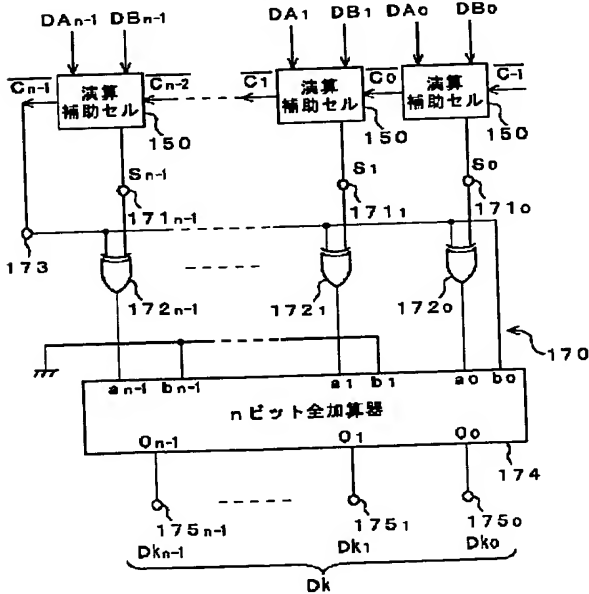 DAn-1 DBn-1 DA1 DB1 DA0 DB0
Cn-1 演算補助セル Cn-2 C1 演算補助セル C0 演算補助セル C-1
150 150 150
Sn-1 S1 S0
171n-1 1711 1710
173
172n-1 1721 1720
170
an-1 bn-1 a1 b1 a0 b0
nビット全加算器
On-1 O1 O0
174
175n-1 1751 1750
Dkn-1 Dk1 Dk0
Dk